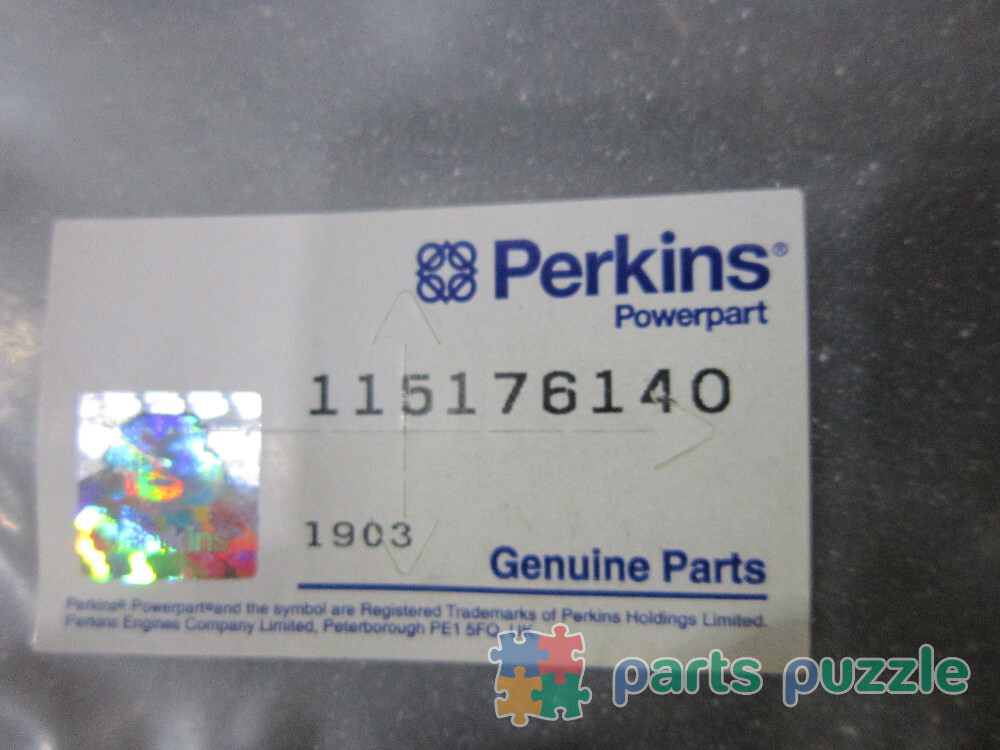 Perkins®
Powerpart
115176140
1903
Genuine Parts
Perkins® Powerpart® and the symbol are Registered Trademarks of Perkins Holdings Limited.
Perkins Engines Company Limited, Peterborough PE1 5FQ, UK
parts puzzle